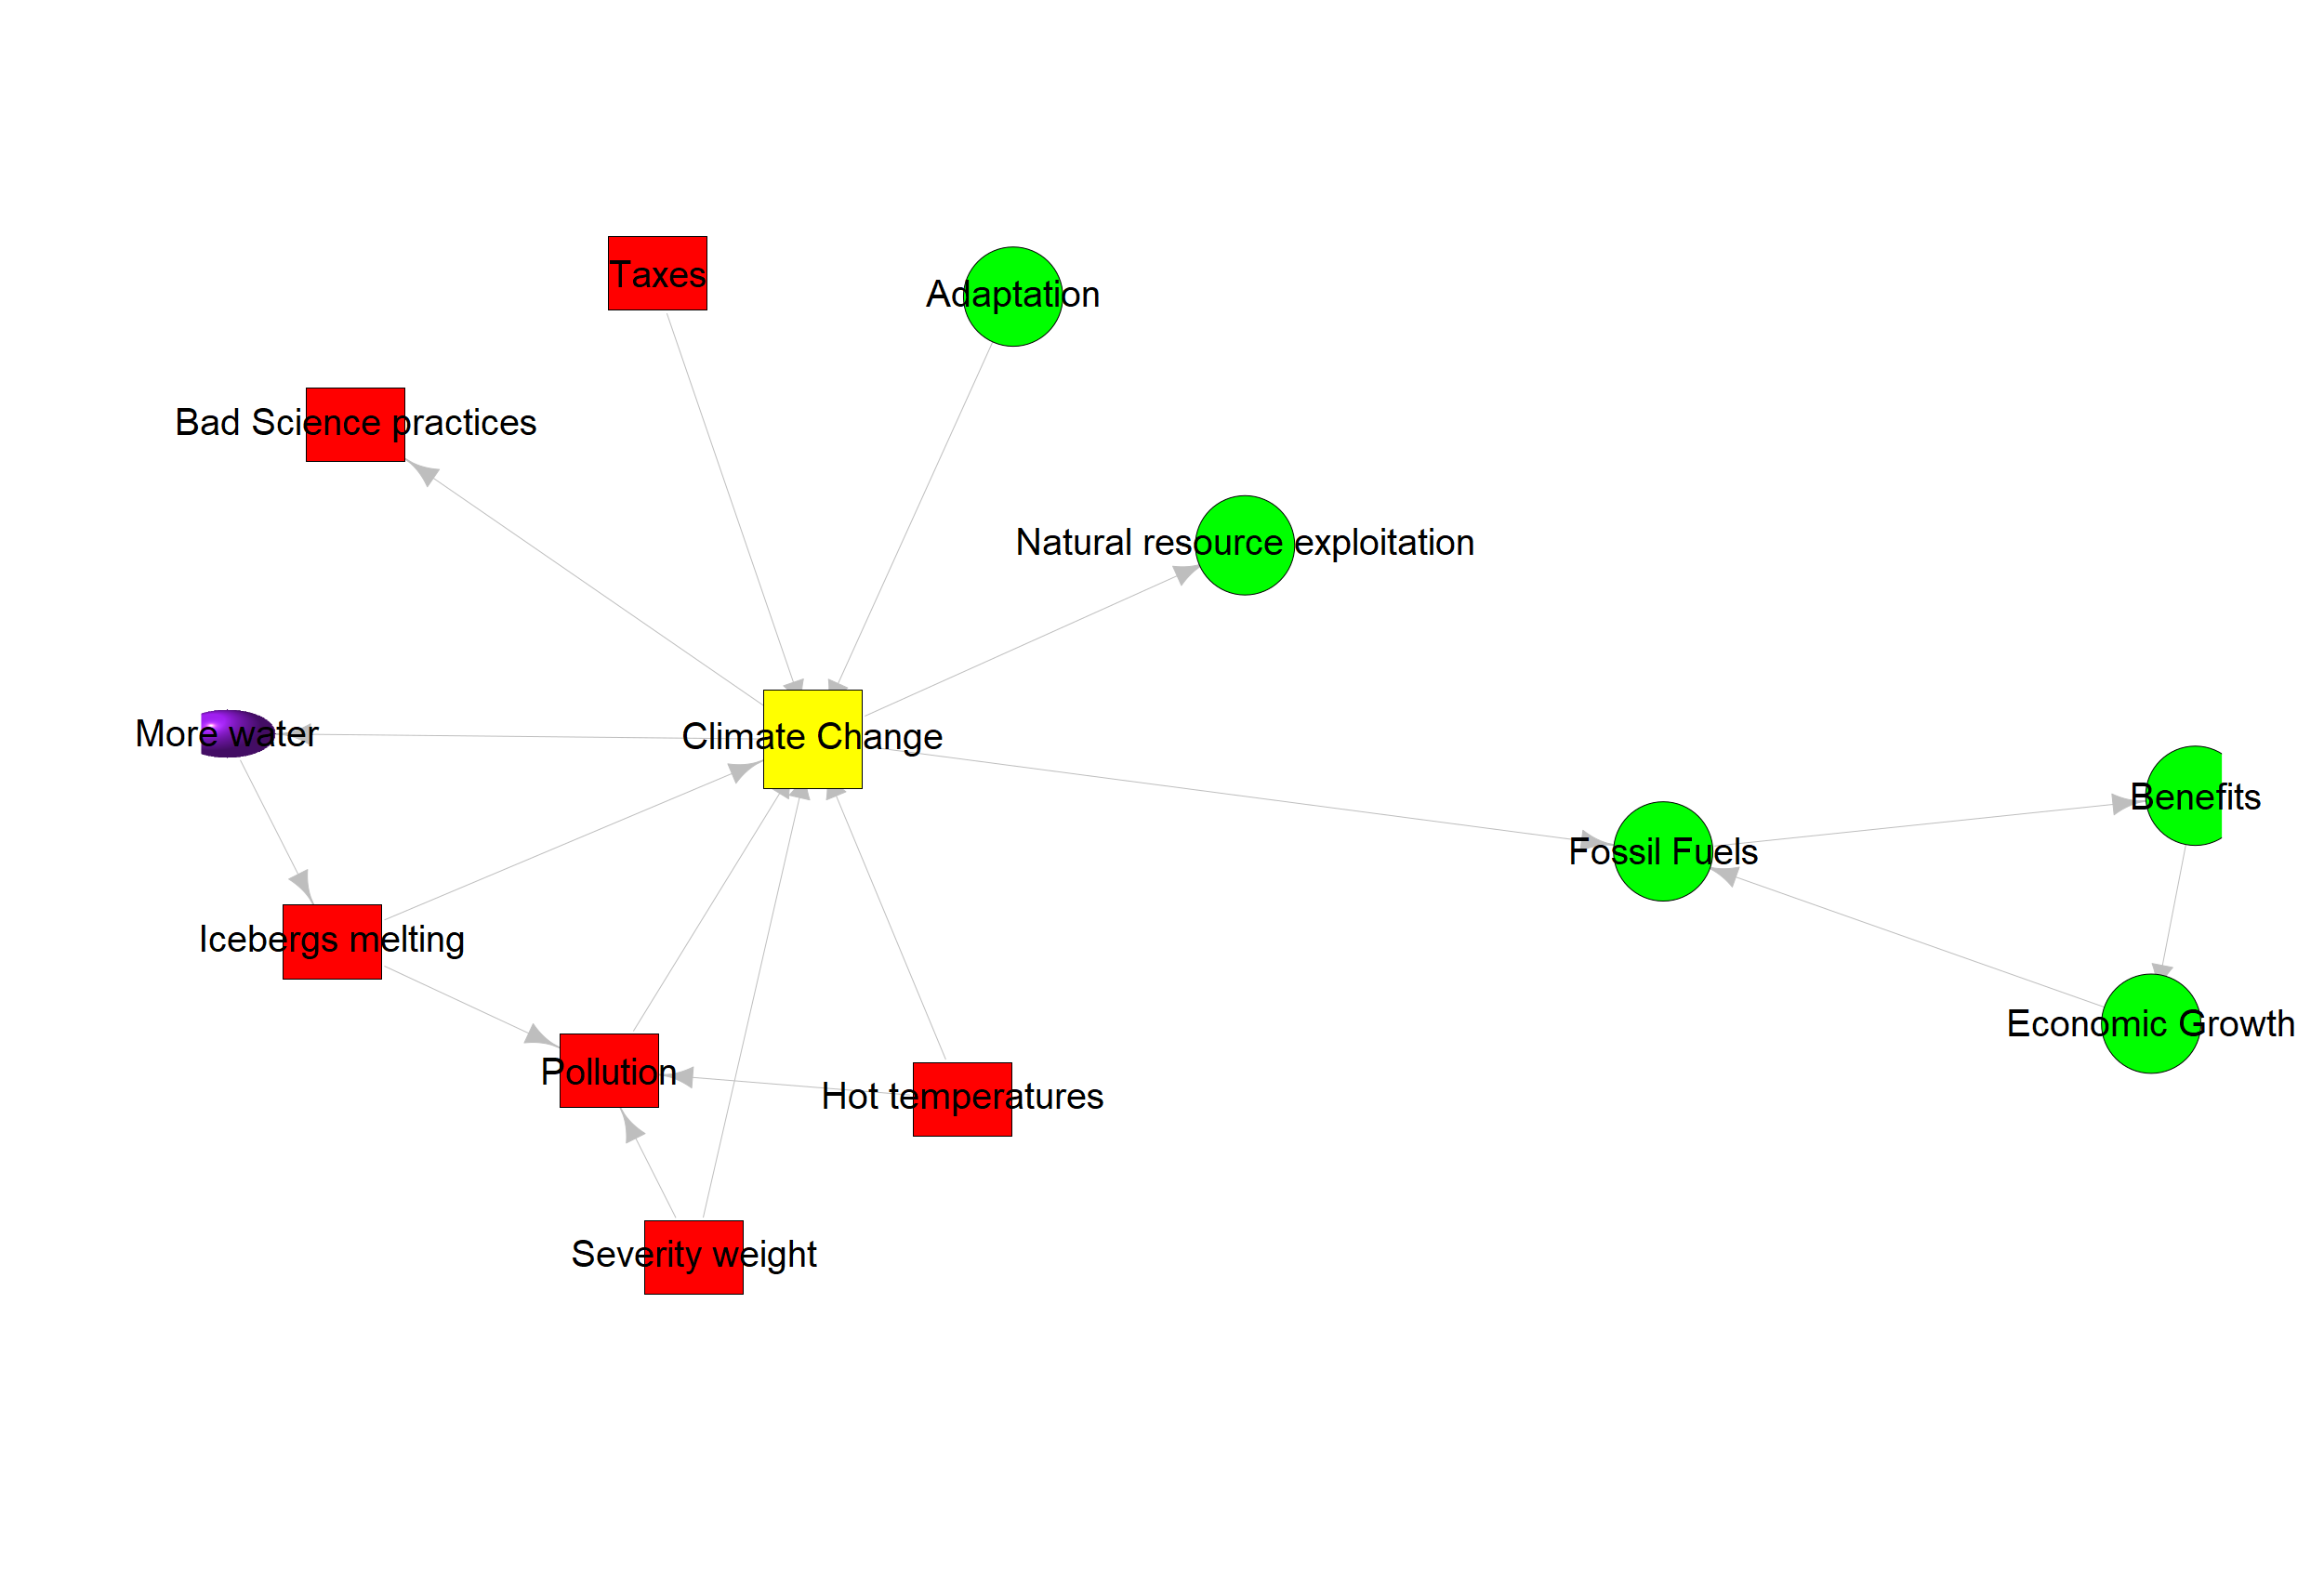 Taxes
Adaptation
Bad Science practices
Natural resource exploitation
More water
Climate Change
Benefits
Fossil Fuels
Icebergs melting
Economic Growth
Pollution
Hot temperatures
Severity weight